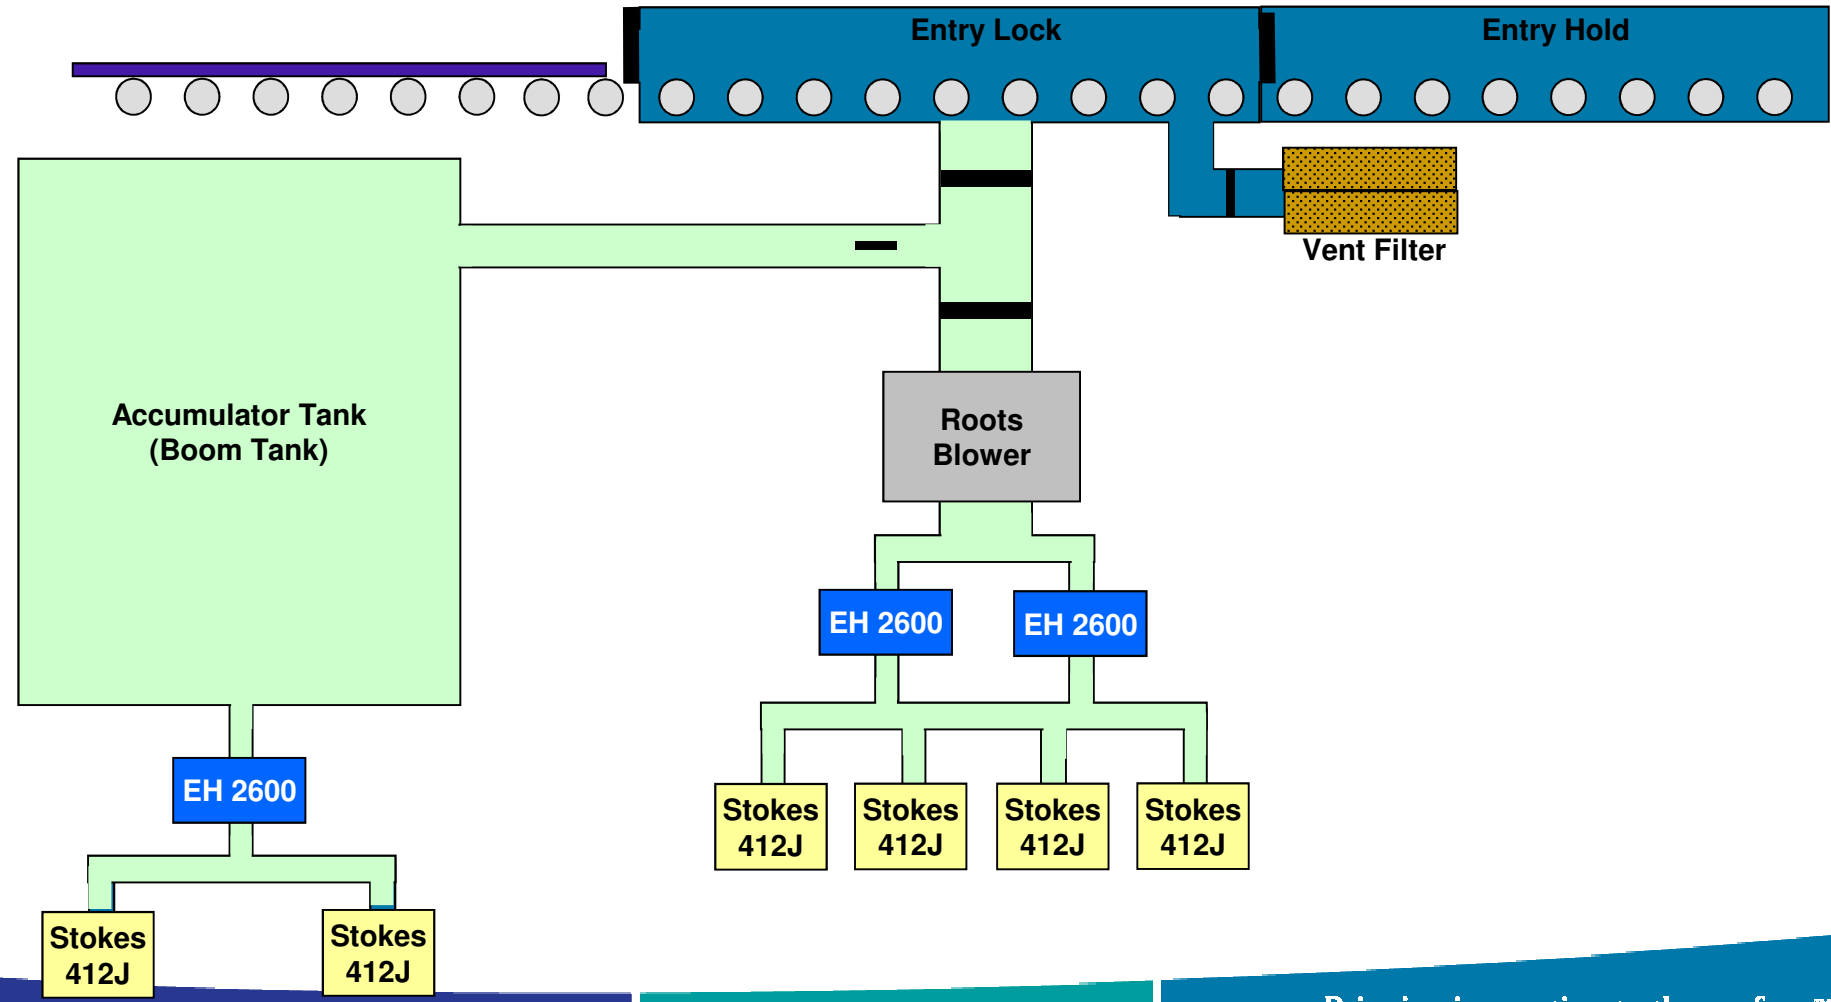 Entry Lock
Entry Hold
Vent Filter
Accumulator Tank
(Boom Tank)
Roots
Blower
EH 2600
EH 2600
EH 2600
Stokes
412J
Stokes
412J
Stokes
412J
Stokes
412J
Stokes
412J
Stokes
412J